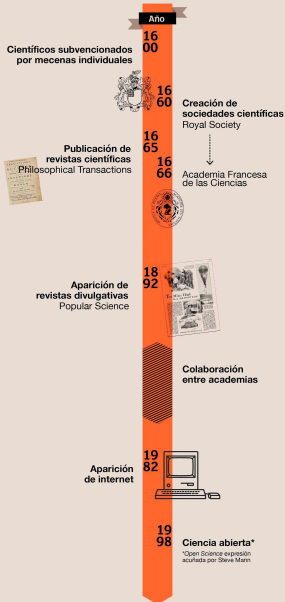 Año
16
00
Científicos subvencionados
por mecenas individuales
16
60
Creación de
sociedades científicas
Royal Society
16
65
Publicación de
revistas científicas
Philosophical Transactions
16
66
Academia Francesa
de las Ciencias
18
92
Aparición de
revistas divulgativas
Popular Science
Colaboración
entre academias
19
82
Aparición
de internet
19
98
Ciencia abierta*
*Open Science expresión
acuñada por Steve Mann